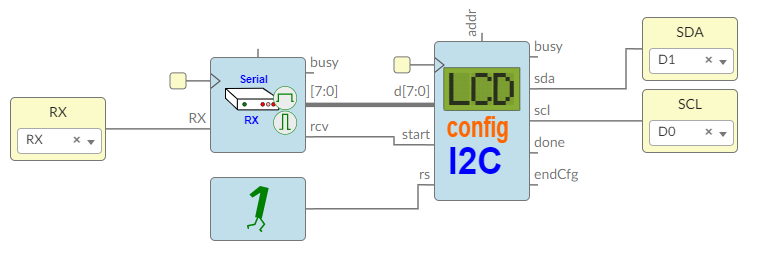 RX
RX
RX
Serial
RX
busy
[7:0]
rcv
1
addr
d[7:0]
start
rs
LCD
config
I2C
busy
sda
scl
done
endCfg
SDA
D1
SCL
D0